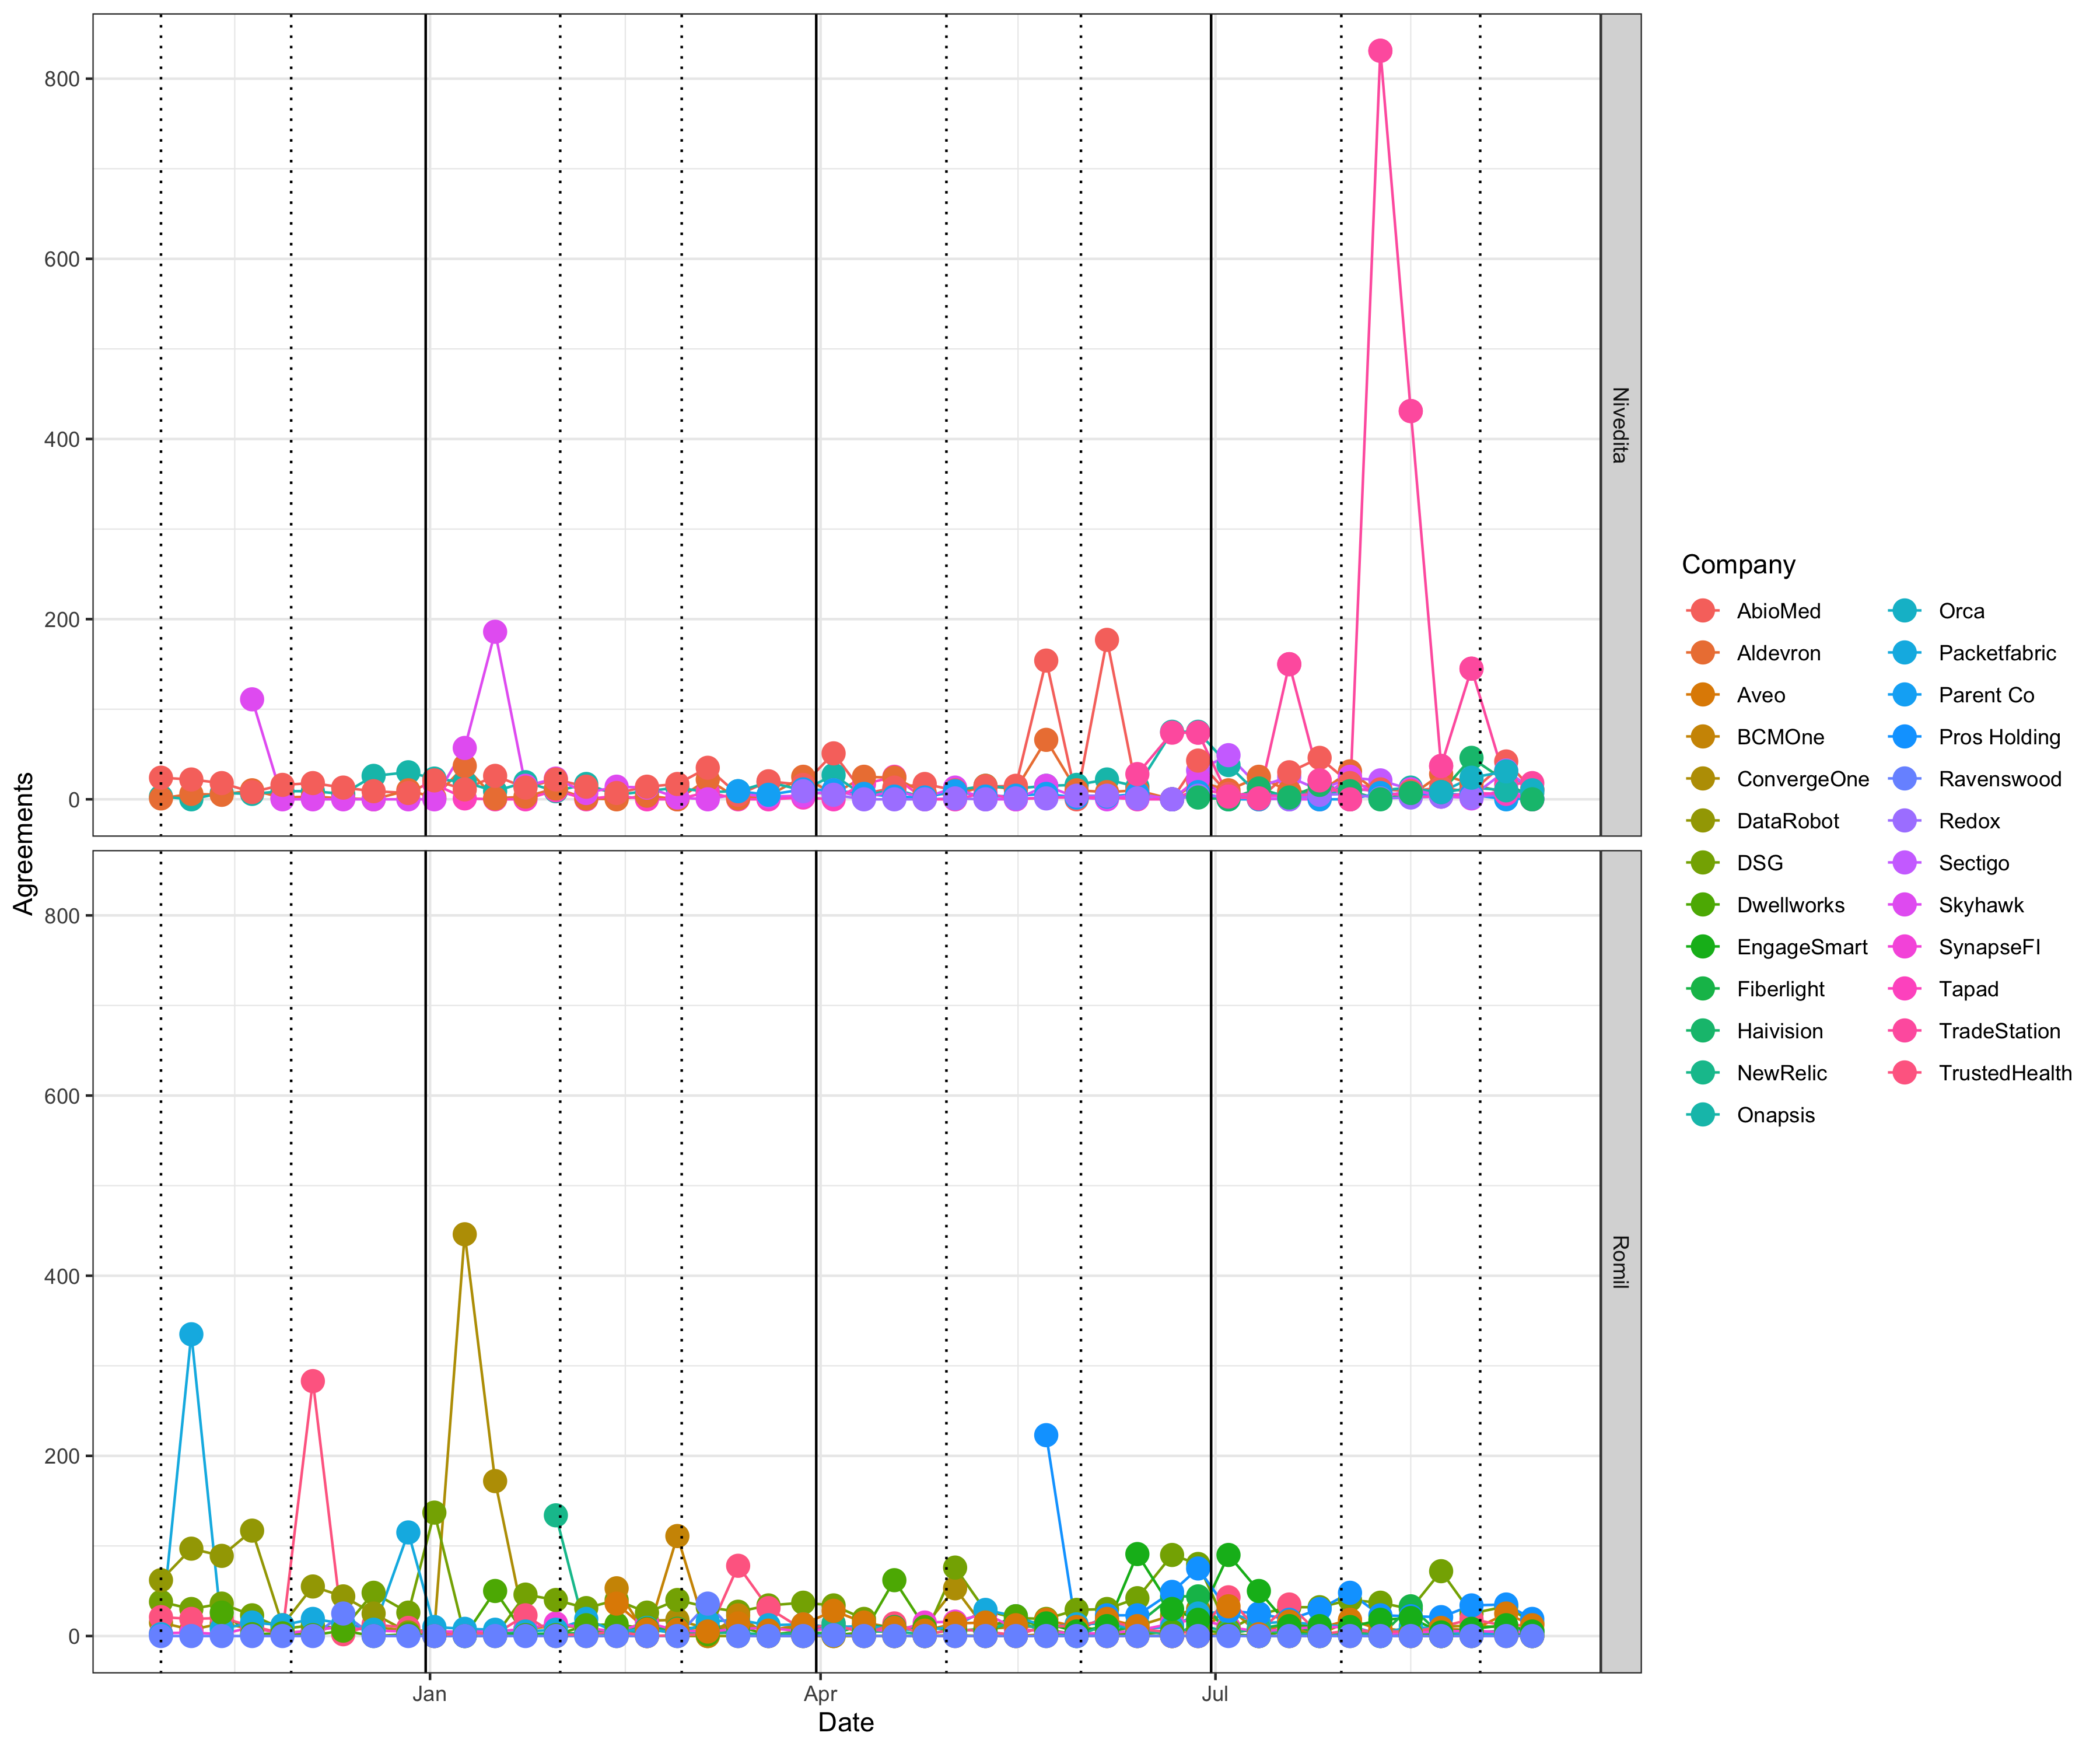 800
600
400
200
0
Nivedita
800
600
400
200
0
Romil
Agreements
Jan
Apr
Jul
Date
Company
AbioMed
Aldevron
Aveo
BCMOne
ConvergeOne
DataRobot
DSG
Dwellworks
EngageSmart
Fiberlight
Haivision
NewRelic
Onapsis
Orca
Packetfabric
Parent Co
Pros Holding
Ravenswood
Redox
Sectigo
Skyhawk
SynapseFI
Tapad
TradeStation
TrustedHealth